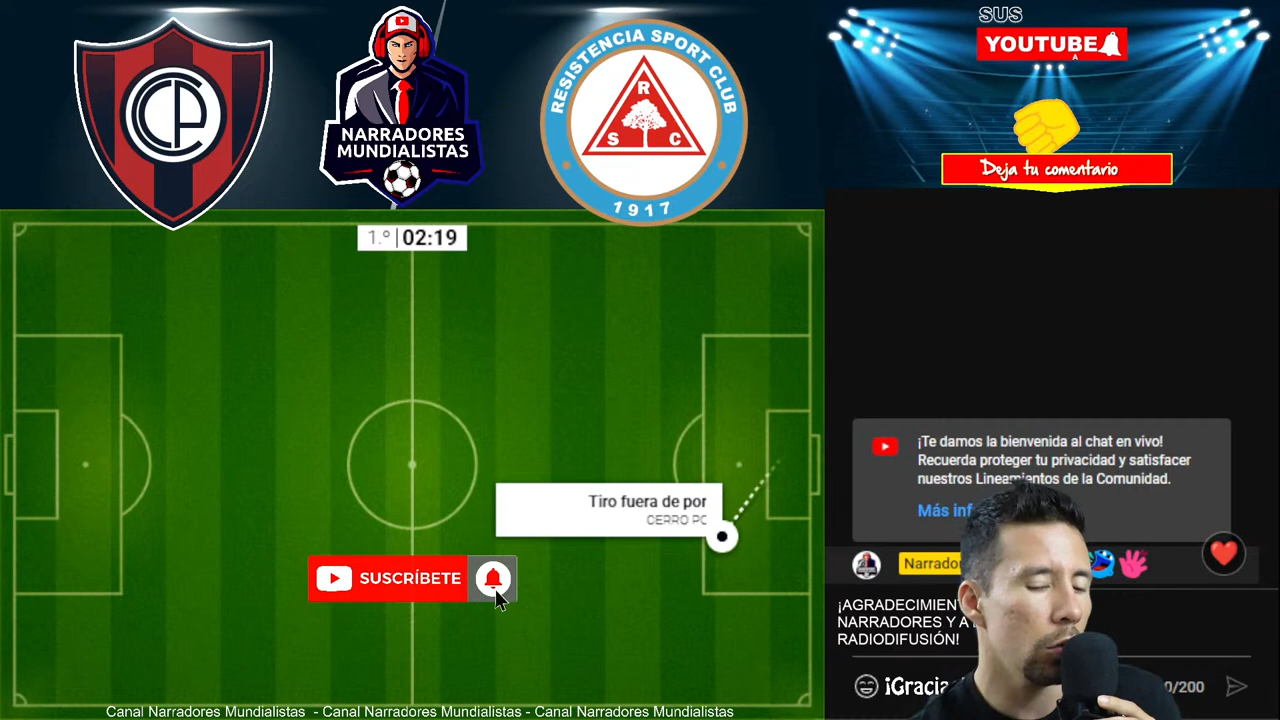 NARRADORES
MUNDIALISTAS
RESISTENCIA SPORT CLUB
R
S C
1917
SUS
YOUTUBE
A
Deja tu comentario
1.º 02:19
Tiro fuera de por
CERRO PO
SUSCRÍBETE
¡Te damos la bienvenida al chat en vivo!
Recuerda proteger tu privacidad y satisfacer
nuestros Lineamientos de la Comunidad.
Más inf
Narrador
¡AGRADECIMIEN
NARRADORES Y A
RADIODIFUSIÓN!
¡Gracia
0/200
Canal Narradores Mundialistas - Canal Narradores Mundialistas - Canal Narradores Mundialistas